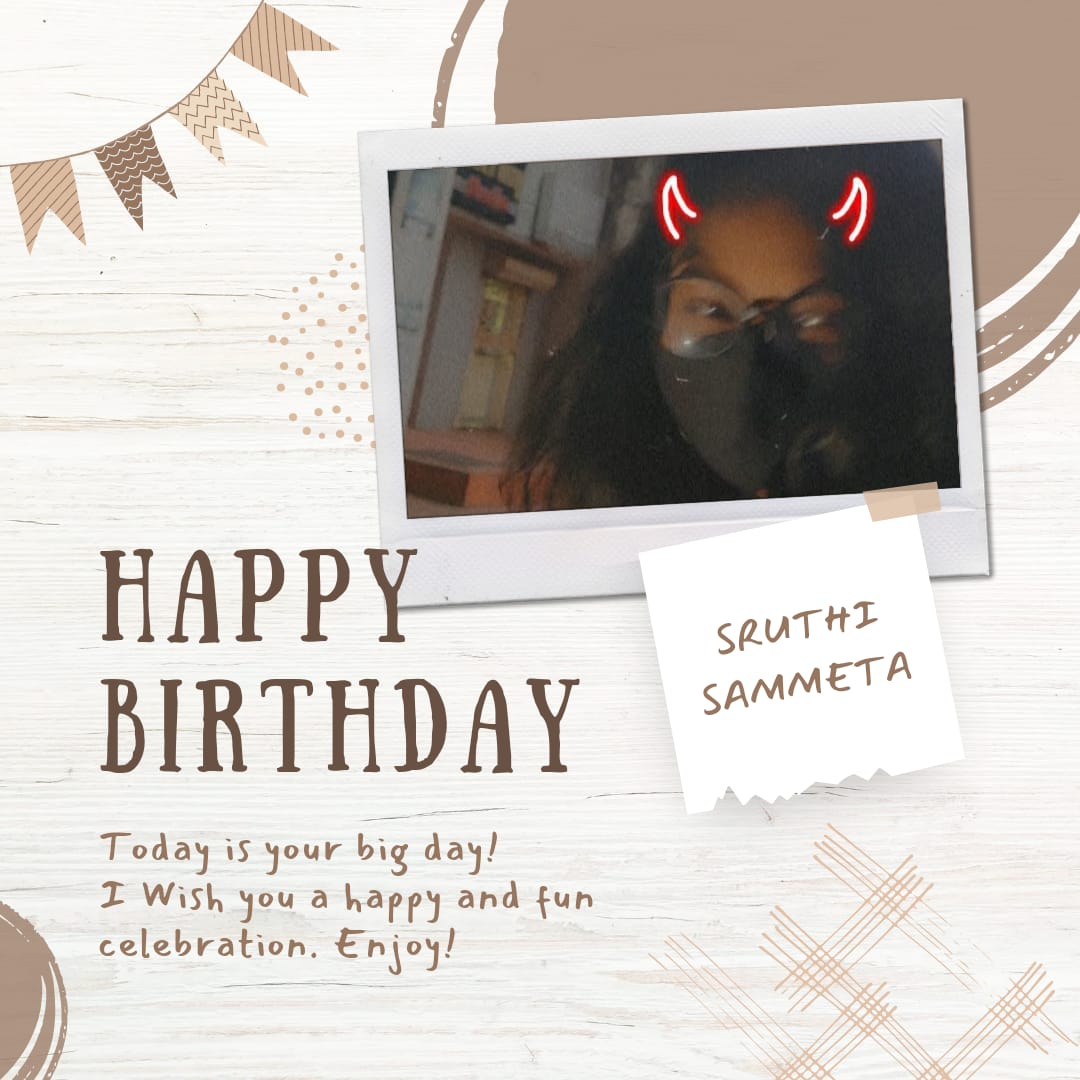 HAPPY
BIRTHDAY
SRUTHI
SAMMETA
Today is your big day!
I Wish you a happy and fun
celebration. Enjoy!